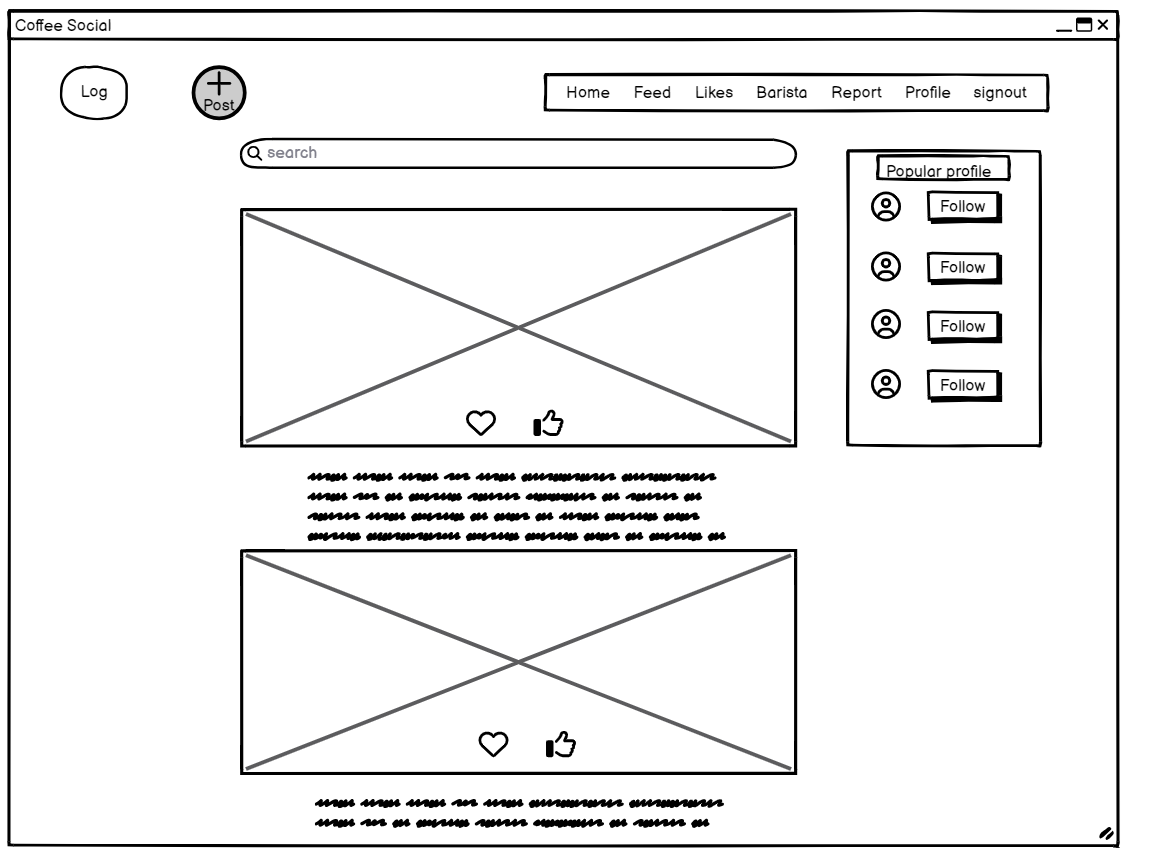 Coffee Social
Log
Post
Home Feed Likes Barista Report Profile signout
search
Popular profile
Follow
Follow
Follow
Follow